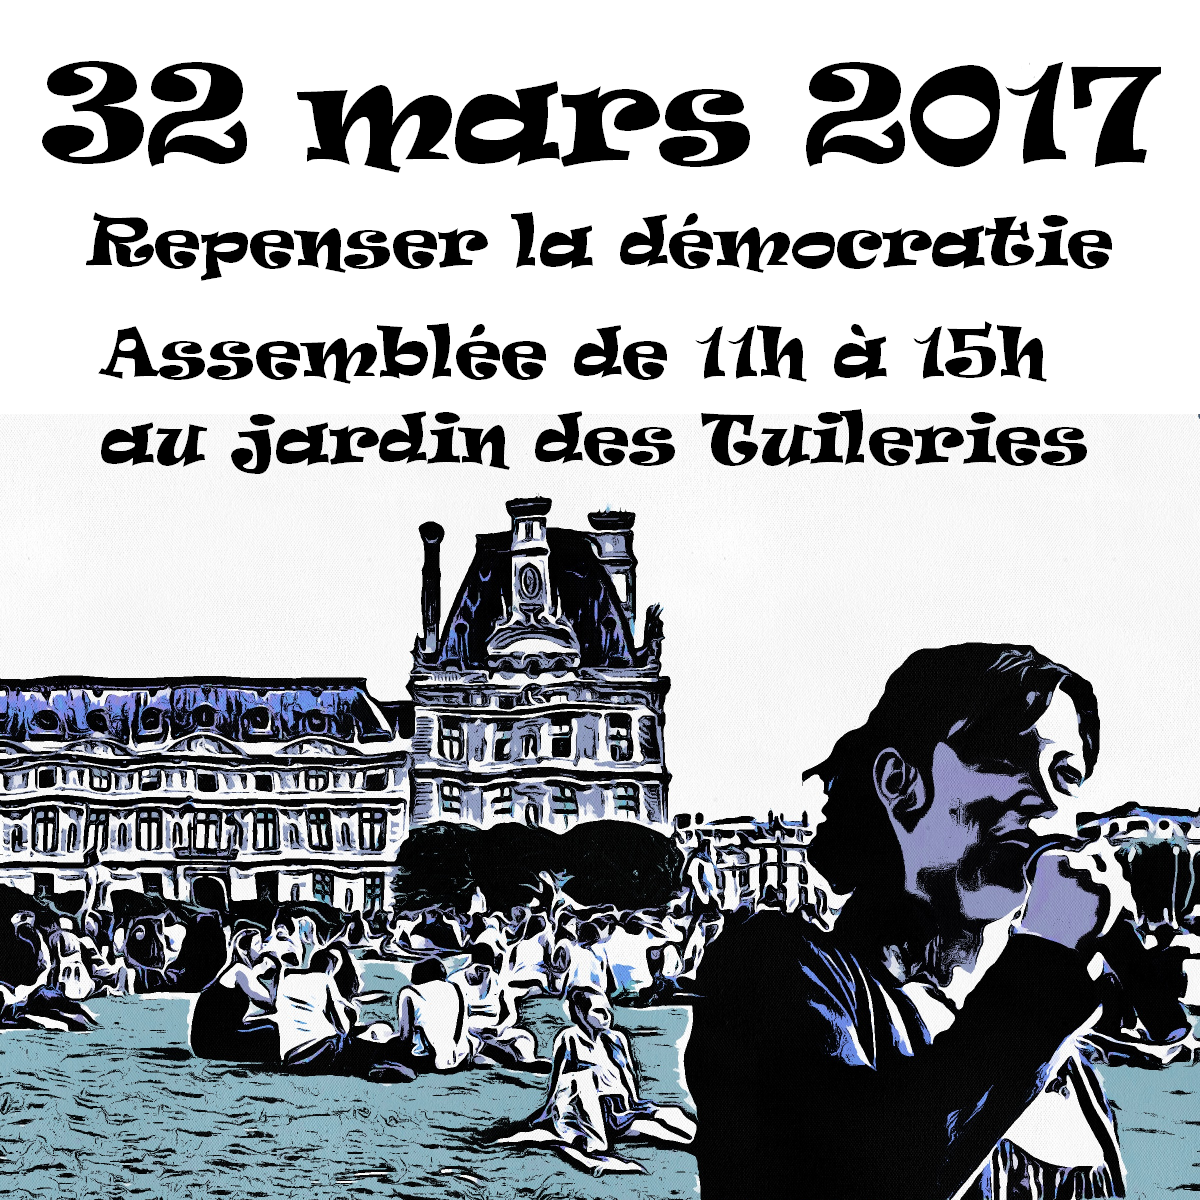 32 mars 2017
Repenser la démocratie
Assemblée de 11h à 15h
au jardin des Tuileries